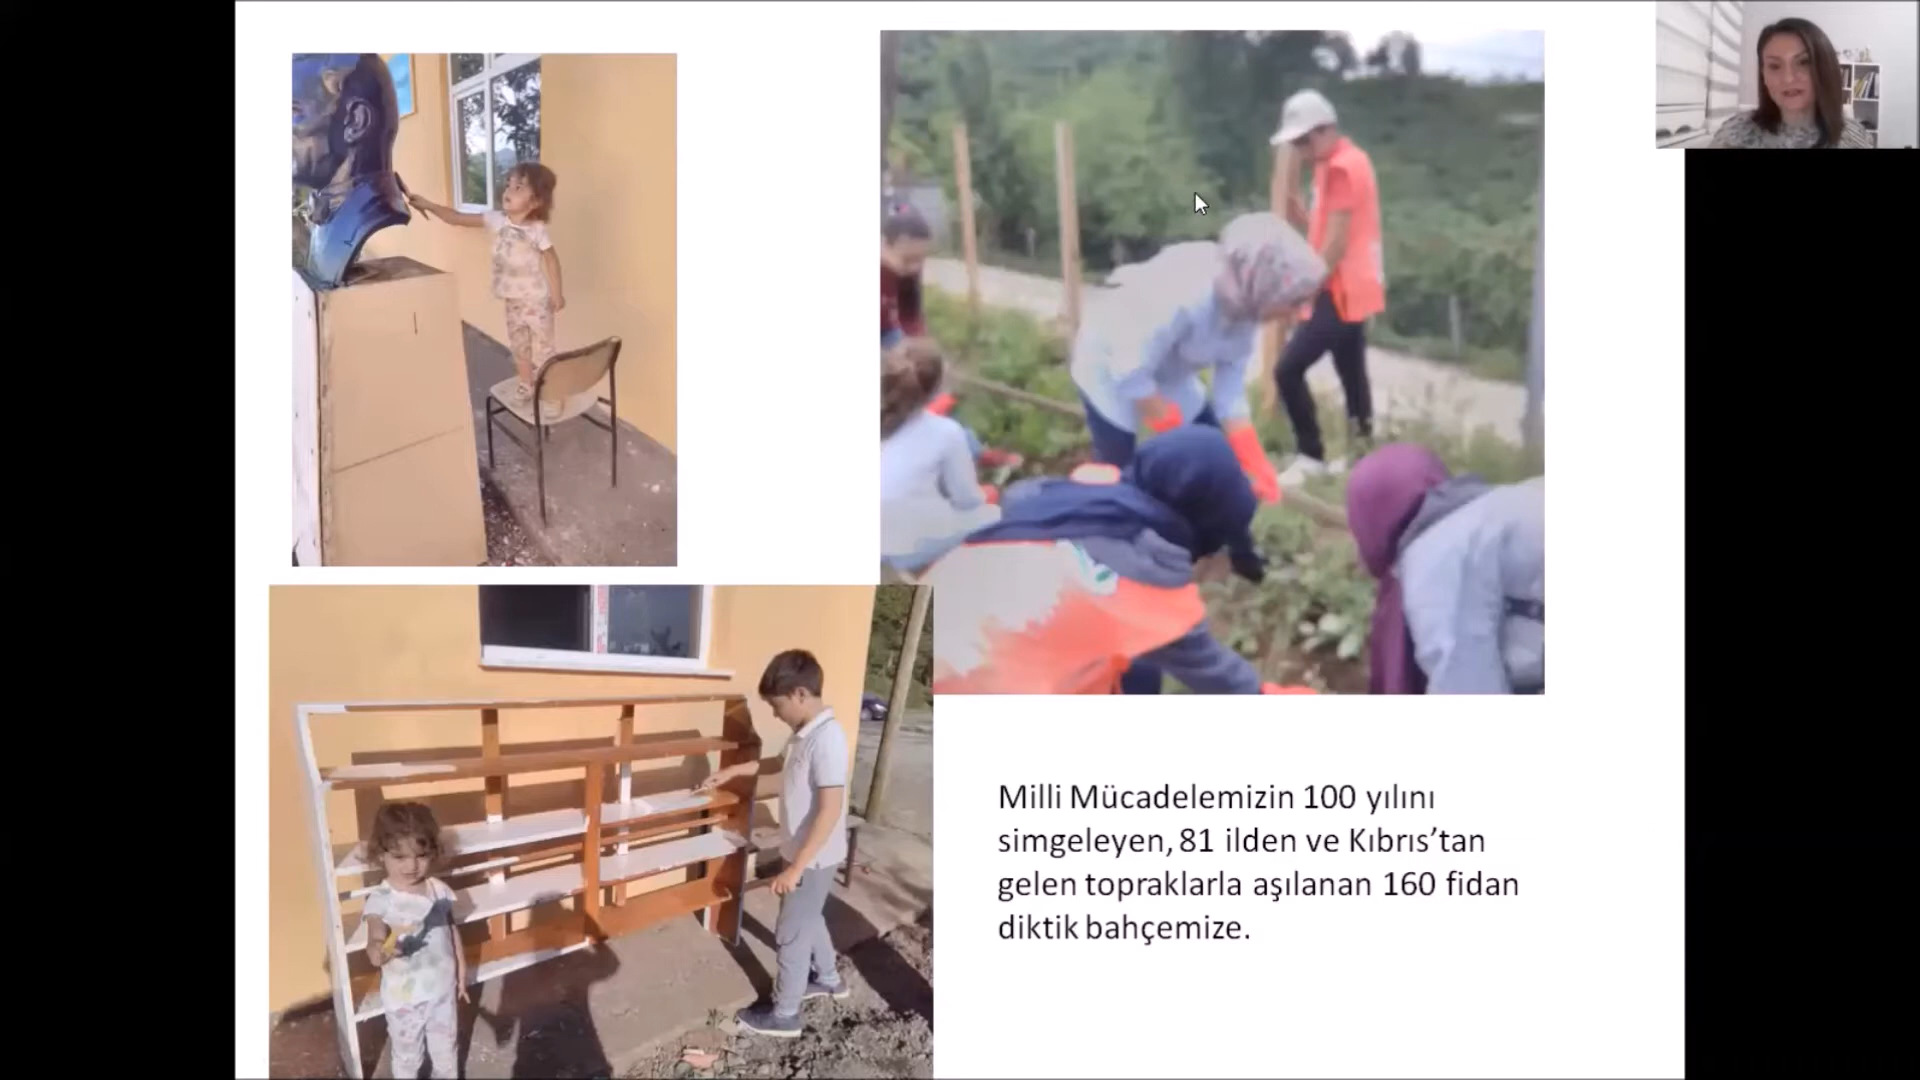 Milli Mücadelemizin 100 yılını
simgeleyen, 81 ilden ve Kıbrıs’tan
gelen topraklarla aşılanan 160 fidan
diktik bahçemize.